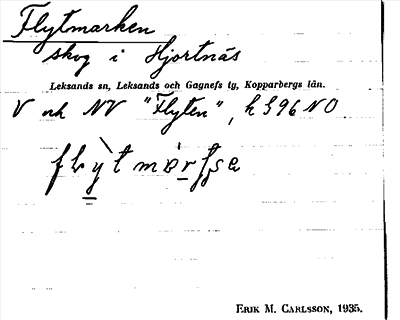 Flytmarken
skog i Hjortnäs
Leksands sn, Leksands och Gagnefs tg, Kopparbergs län.
V och NV "Flyten", k 396 NO
ERIK M. CARLSSON, 1935.